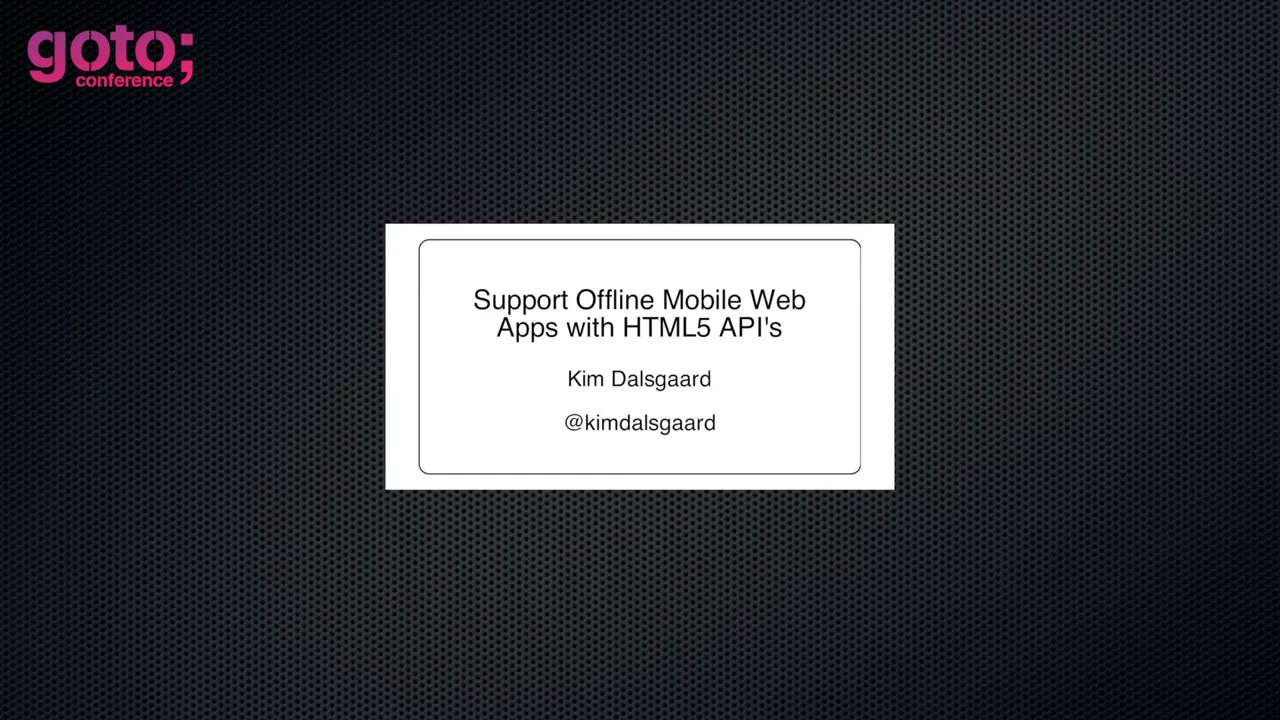 goto;
conference
Support Offline Mobile Web
Apps with HTML5 API's
Kim Dalsgaard
@kimdalsgaard